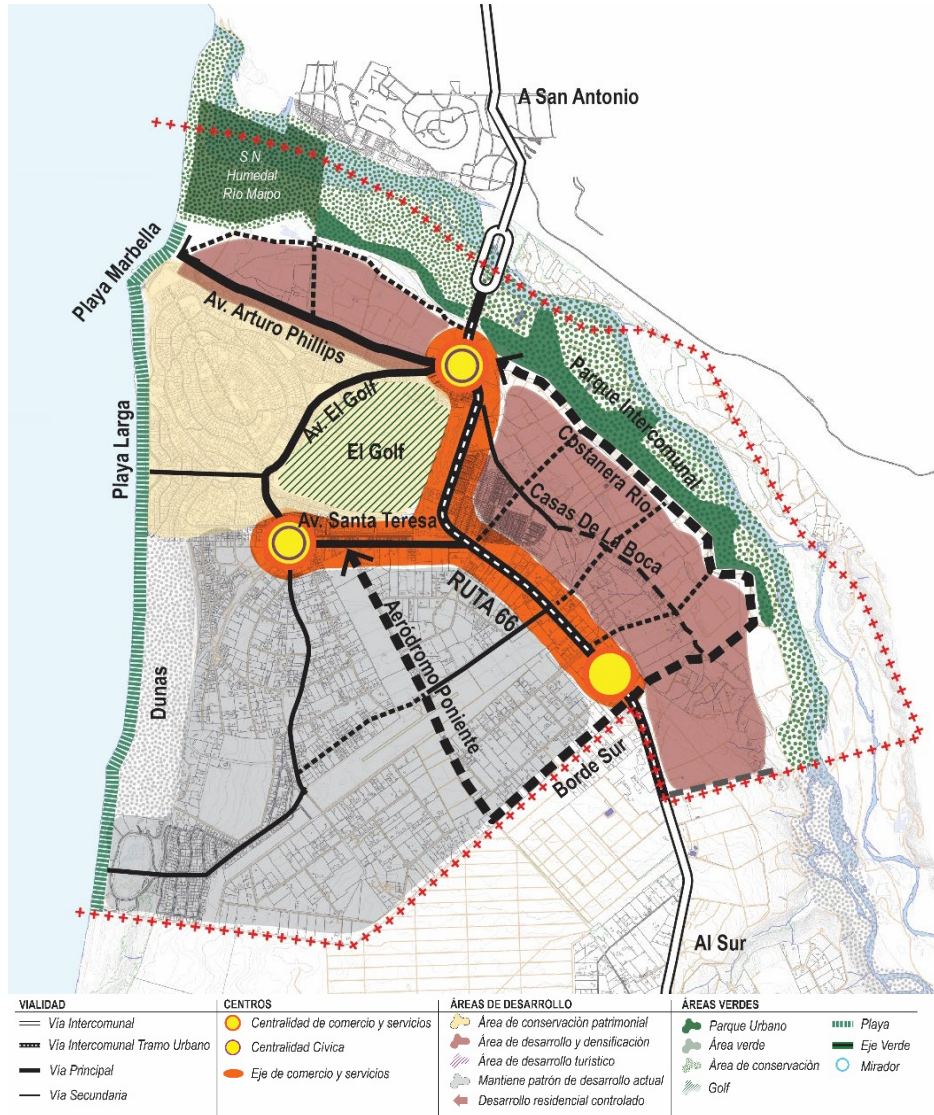 A San Antonio
S.N
Humedal
Río Maipo
Playa Marbella
Av. Arturo Phillips
Av. El Golf
El Golf
Parque Intercomunal
Costanera Río
Playa Larga
Casas De La Boca
Av. Santa Teresa
RUTA 66
Aeródromo Poniente
Dunas
Borde Sur
Al Sur
VIALIDAD
Vía Intercomunal
Vía Intercomunal Tramo Urbano
Vía Principal
Vía Secundaria
CENTROS
Centralidad de comercio y servicios
Centralidad Cívica
Eje de comercio y servicios
ÁREAS DE DESARROLLO
Área de conservación patrimonial
Área de desarrollo y densificación
Área de desarrollo turístico
Mantiene patrón de desarrollo actual
Desarrollo residencial controlado
ÁREAS VERDES
Parque Urbano
Área verde
Área de conservación
Golf
Playa
Eje Verde
Mirador